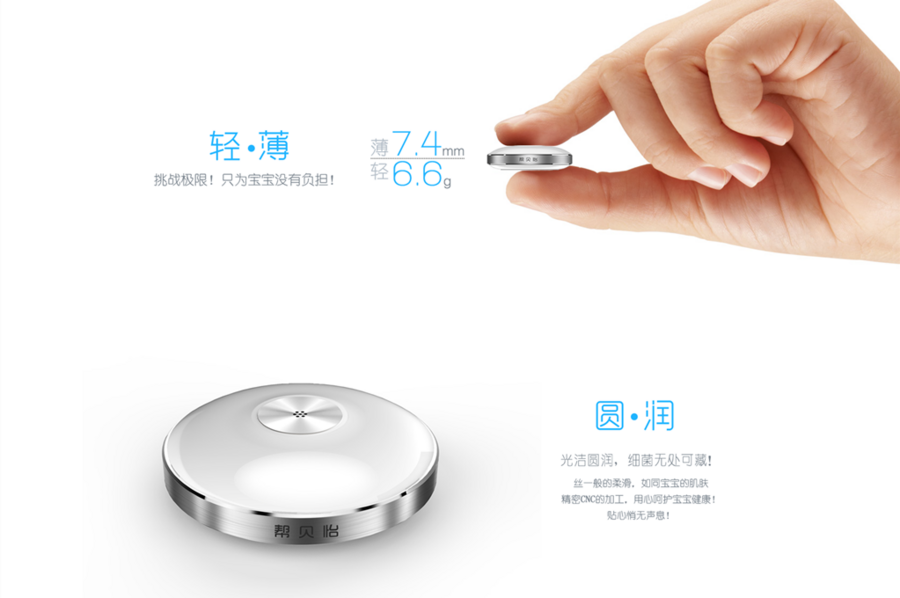 轻·薄
挑战极限！只为宝宝没有负担！
薄7.4mm
轻6.6g
帮贝怡
圆·润
光洁圆润，细菌无处可藏！
丝一般的柔滑，如同宝宝的肌肤
精密CNC的加工，用心呵护宝宝健康！
贴心悄无声息！
帮贝怡